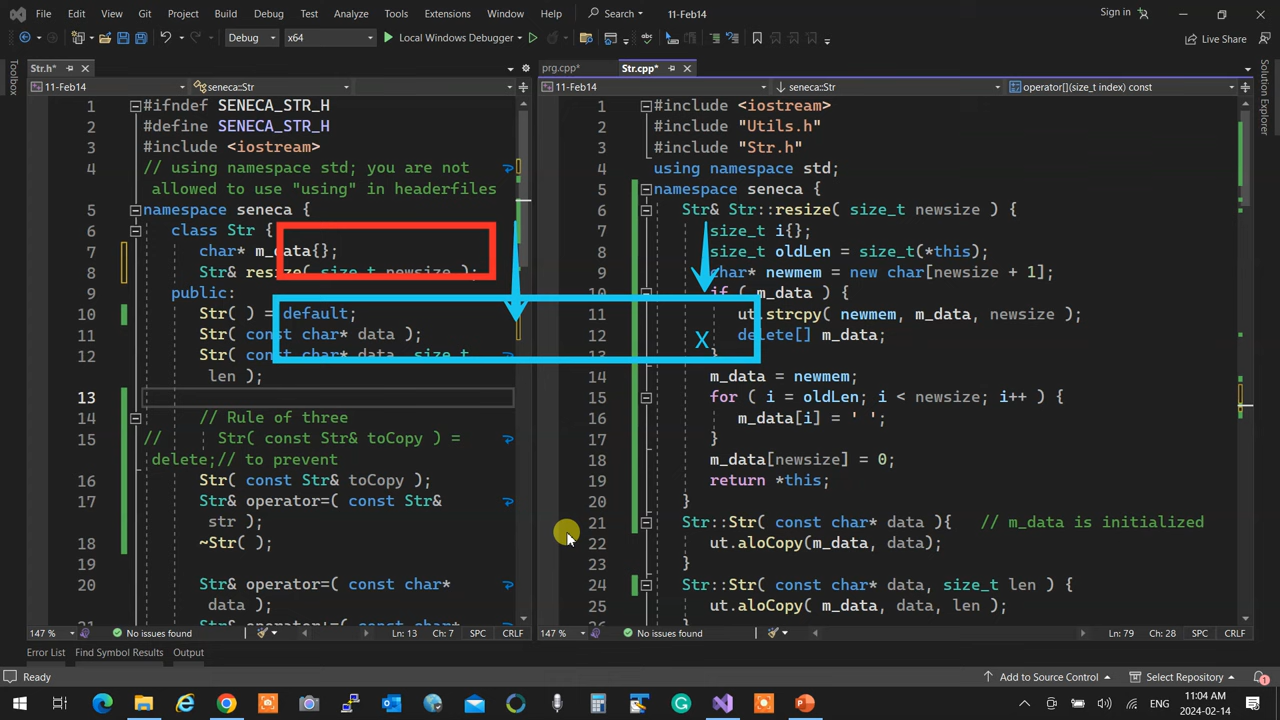 File Edit View Git Project Build Debug Test Analyze Tools Extensions Window Help Search 11-Feb14 Sign in
Debug x64 Local Windows Debugger Live Share
Toolbox
Str.h*
11-Feb14 seneca::Str
1 #ifndef SENECA_STR_H
2 #define SENECA_STR_H
3 #include <iostream>
4 // using namespace std; you are not
allowed to use "using" in headerfiles
5 namespace seneca {
6 class Str {
7 char* m_data{};
8 Str& resize( size_t newsize );
9 public:
10 Str( ) = default;
11 Str( const char* data );
12 Str( const char* data, size_t
len );
13
14 // Rule of three
15 // Str( const Str& toCopy ) =
delete;// to prevent
16 Str( const Str& toCopy );
17 Str& operator=( const Str&
str );
18 ~Str( );
19
20 Str& operator=( const char*
data );
147 % No issues found Ln: 13 Ch: 7 SPC CRLF
prg.cpp* Str.cpp*
11-Feb14 seneca::Str operator[](size_t index) const
1 #include <iostream>
2 #include "Utils.h"
3 #include "Str.h"
4 using namespace std;
5 namespace seneca {
6 Str& Str::resize( size_t newsize ) {
7 size_t i{};
8 size_t oldLen = size_t(*this);
9 char* newmem = new char[newsize + 1];
10 if ( m_data ) {
11 ut.strcpy( newmem, m_data, newsize );
12 delete[] m_data;
X
13 }
14 m_data = newmem;
15 for ( i = oldLen; i < newsize; i++ ) {
16 m_data[i] = ' ';
17 }
18 m_data[newsize] = 0;
19 return *this;
20 }
21 Str::Str( const char* data ){ // m_data is initialized
22 ut.aloCopy(m_data, data);
23 }
24 Str::Str( const char* data, size_t len ) {
25 ut.aloCopy( m_data, data, len );
147 % No issues found Ln: 79 Ch: 28 SPC CRLF
Solution Explorer
Error List Find Symbol Results Output
Ready Add to Source Control Select Repository 1
ENG 11:04 AM
2024-02-14